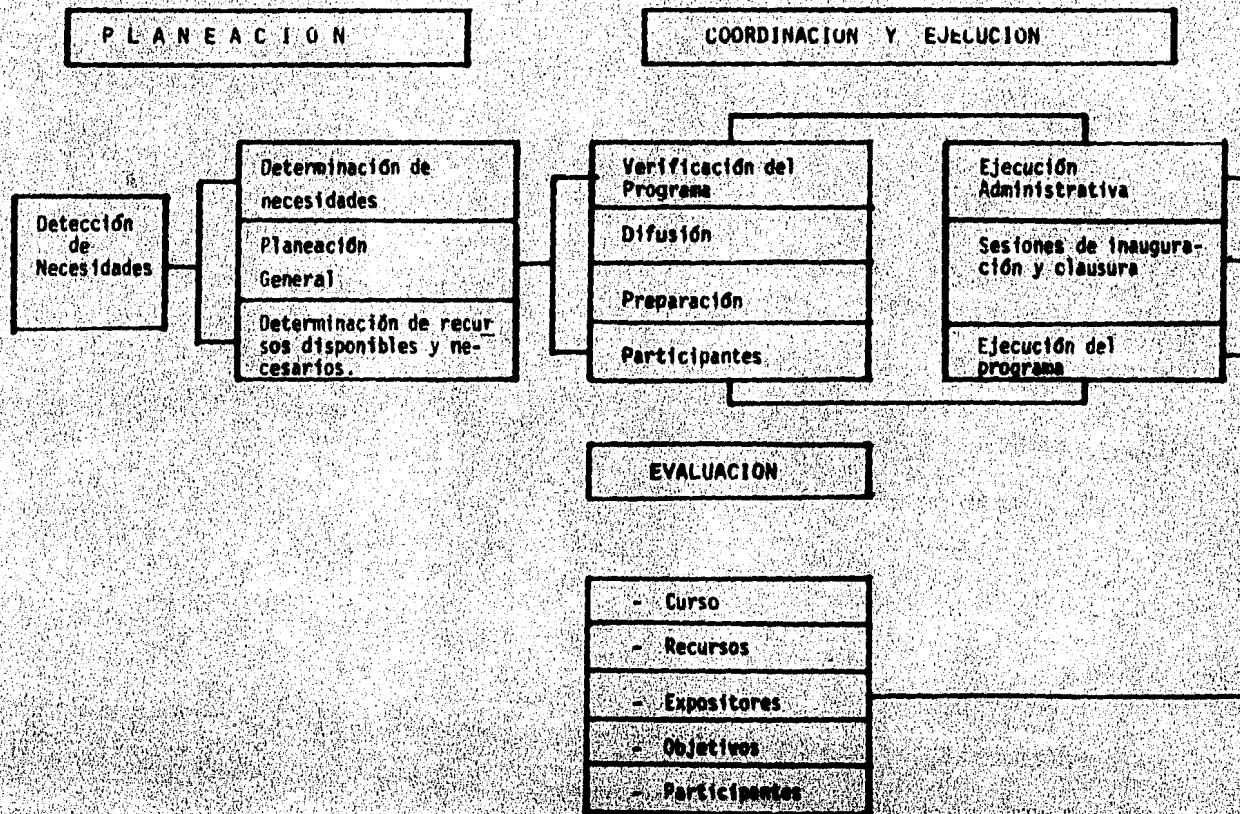 P L A N E A C I O N
COORDINACION Y EJECUCION
Detección
de
Necesidades
Determinación de
necesidades
Planeación
General
Determinación de recur
sos disponibles y ne-
cesarios.
Verificación del
Programa
Difusión
Preparación
Participantes
Ejecución
Administrativa
Sesiones de inaugura-
ción y clausura
Ejecución del
programa
EVALUACION
- Curso
- Recursos
- Expositores
- Objetivos
- Participantes